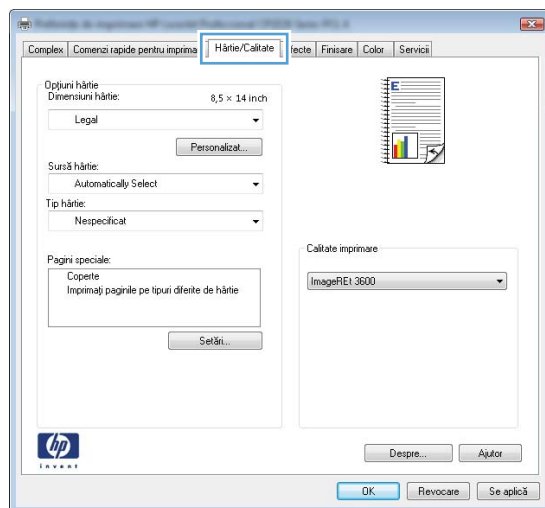 Complex Comenzi rapide pentru imprima Hârtie/Calitate fecte Finisare Color Servicii
Opţiuni hârtie
Dimensiuni hârtie: 8,5 × 14 inch
Legal
Personalizat...
Sursă hârtie:
Automatically Select
Tip hârtie:
Nespecificat
Pagini speciale:
Coperte
Imprimaţi paginile pe tipuri diferite de hârtie
Setări...
E
Calitate imprimare
ImageREt 3600
hp
invent
Despre... Ajutor
OK Revocare Se aplică